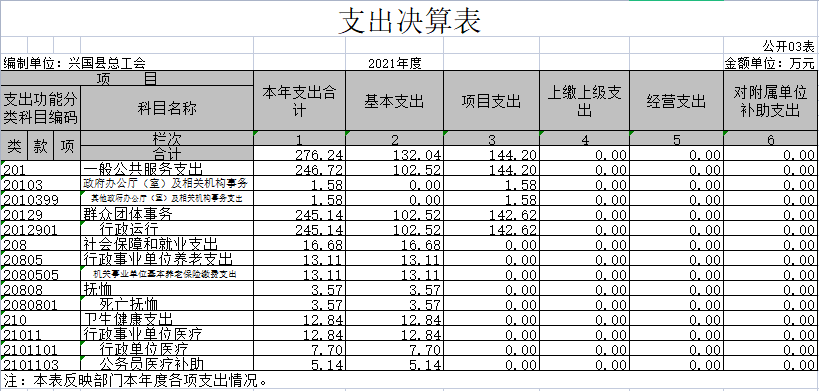 支出决算表
公开03表
编制单位：兴国县总工会 2021年度 金额单位：万元
项 目 本年支出合计 基本支出 项目支出 上缴上级支出 经营支出 对附属单位补助支出
支出功能分类科目编码 科目名称
类 款 项 栏次 1 2 3 4 5 6
合计 276.24 132.04 144.20 0.00 0.00 0.00
201 一般公共服务支出 246.72 102.52 144.20 0.00 0.00 0.00
20103 政府办公厅（室）及相关机构事务 1.58 0.00 1.58 0.00 0.00 0.00
2010399 其他政府办公厅（室）及相关机构事务支出 1.58 0.00 1.58 0.00 0.00 0.00
20129 群众团体事务 245.14 102.52 142.62 0.00 0.00 0.00
2012901 行政运行 245.14 102.52 142.62 0.00 0.00 0.00
208 社会保障和就业支出 16.68 16.68 0.00 0.00 0.00 0.00
20805 行政事业单位养老支出 13.11 13.11 0.00 0.00 0.00 0.00
2080505 机关事业单位基本养老保险缴费支出 13.11 13.11 0.00 0.00 0.00 0.00
20808 抚恤 3.57 3.57 0.00 0.00 0.00 0.00
2080801 死亡抚恤 3.57 3.57 0.00 0.00 0.00 0.00
210 卫生健康支出 12.84 12.84 0.00 0.00 0.00 0.00
21011 行政事业单位医疗 12.84 12.84 0.00 0.00 0.00 0.00
2101101 行政单位医疗 7.70 7.70 0.00 0.00 0.00 0.00
2101103 公务员医疗补助 5.14 5.14 0.00 0.00 0.00 0.00
注：本表反映部门本年度各项支出情况。